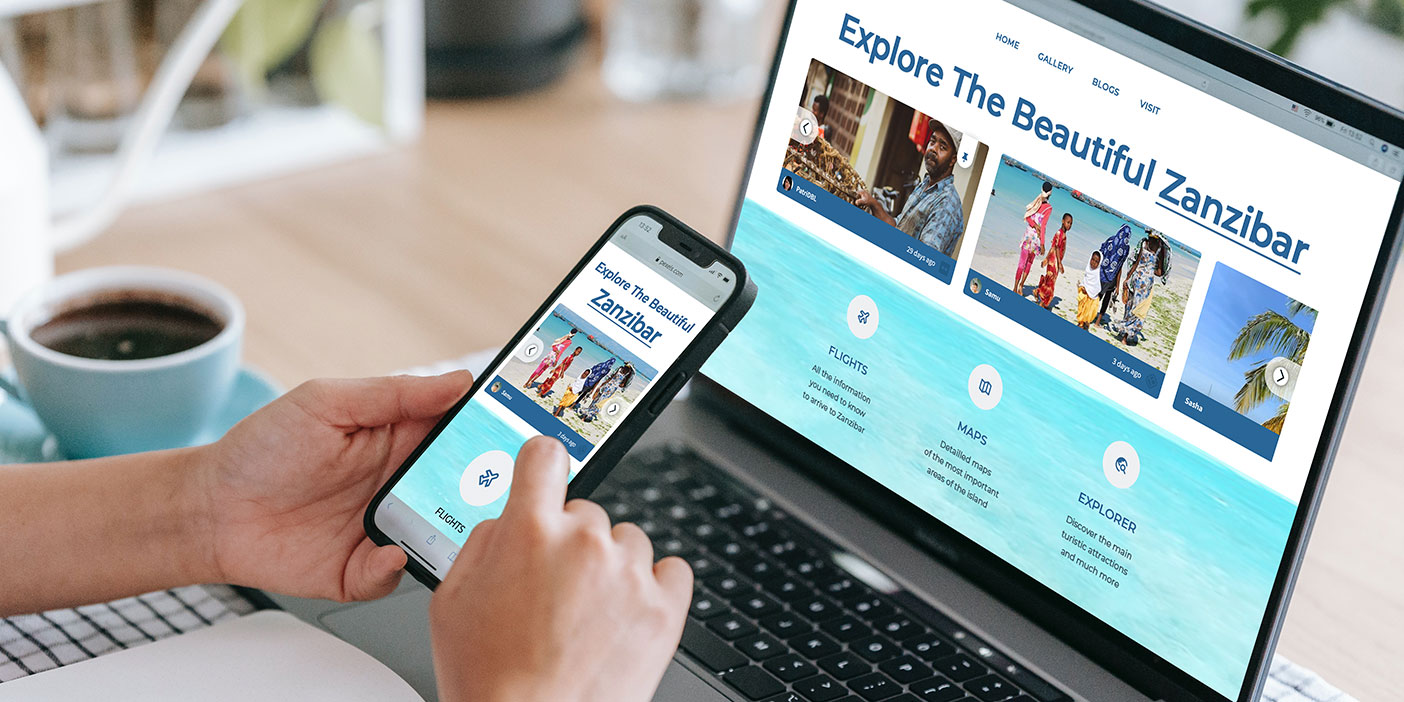 HOME
GALLERY
BLOGS
VISIT
Explore The Beautiful Zanzibar
PatriDBL
29 days ago
Samu
3 days ago
Sasha
FLIGHTS
All the information
you need to know
to arrive to Zanzibar
MAPS
Detailled maps
of the most important
areas of the island
EXPLORER
Discover the main
turistic attractions
and much more
13:52
pexels.com
Explore The Beautiful
Zanzibar
Samu
3 days ago
FLIGHTS